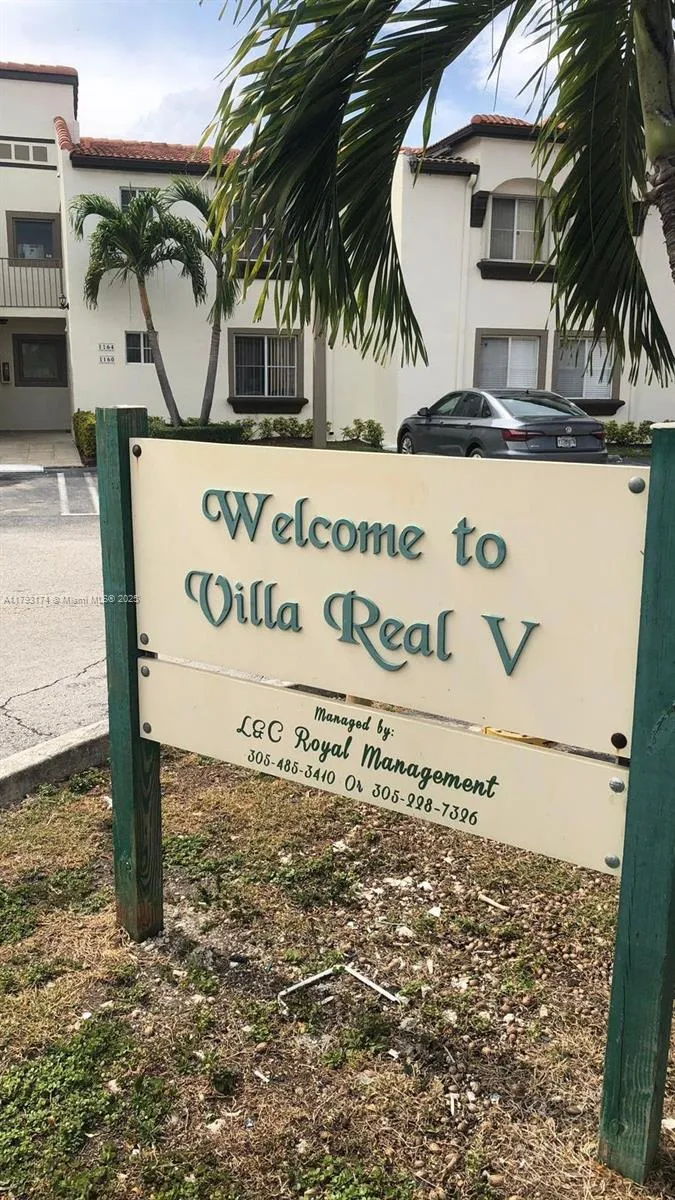 1164
1160
A11793174 © Miami MLS® 2025
Welcome to
Villa Real V
Managed by:
L&C Royal Management
305-485-3410 Or 305-228-7326